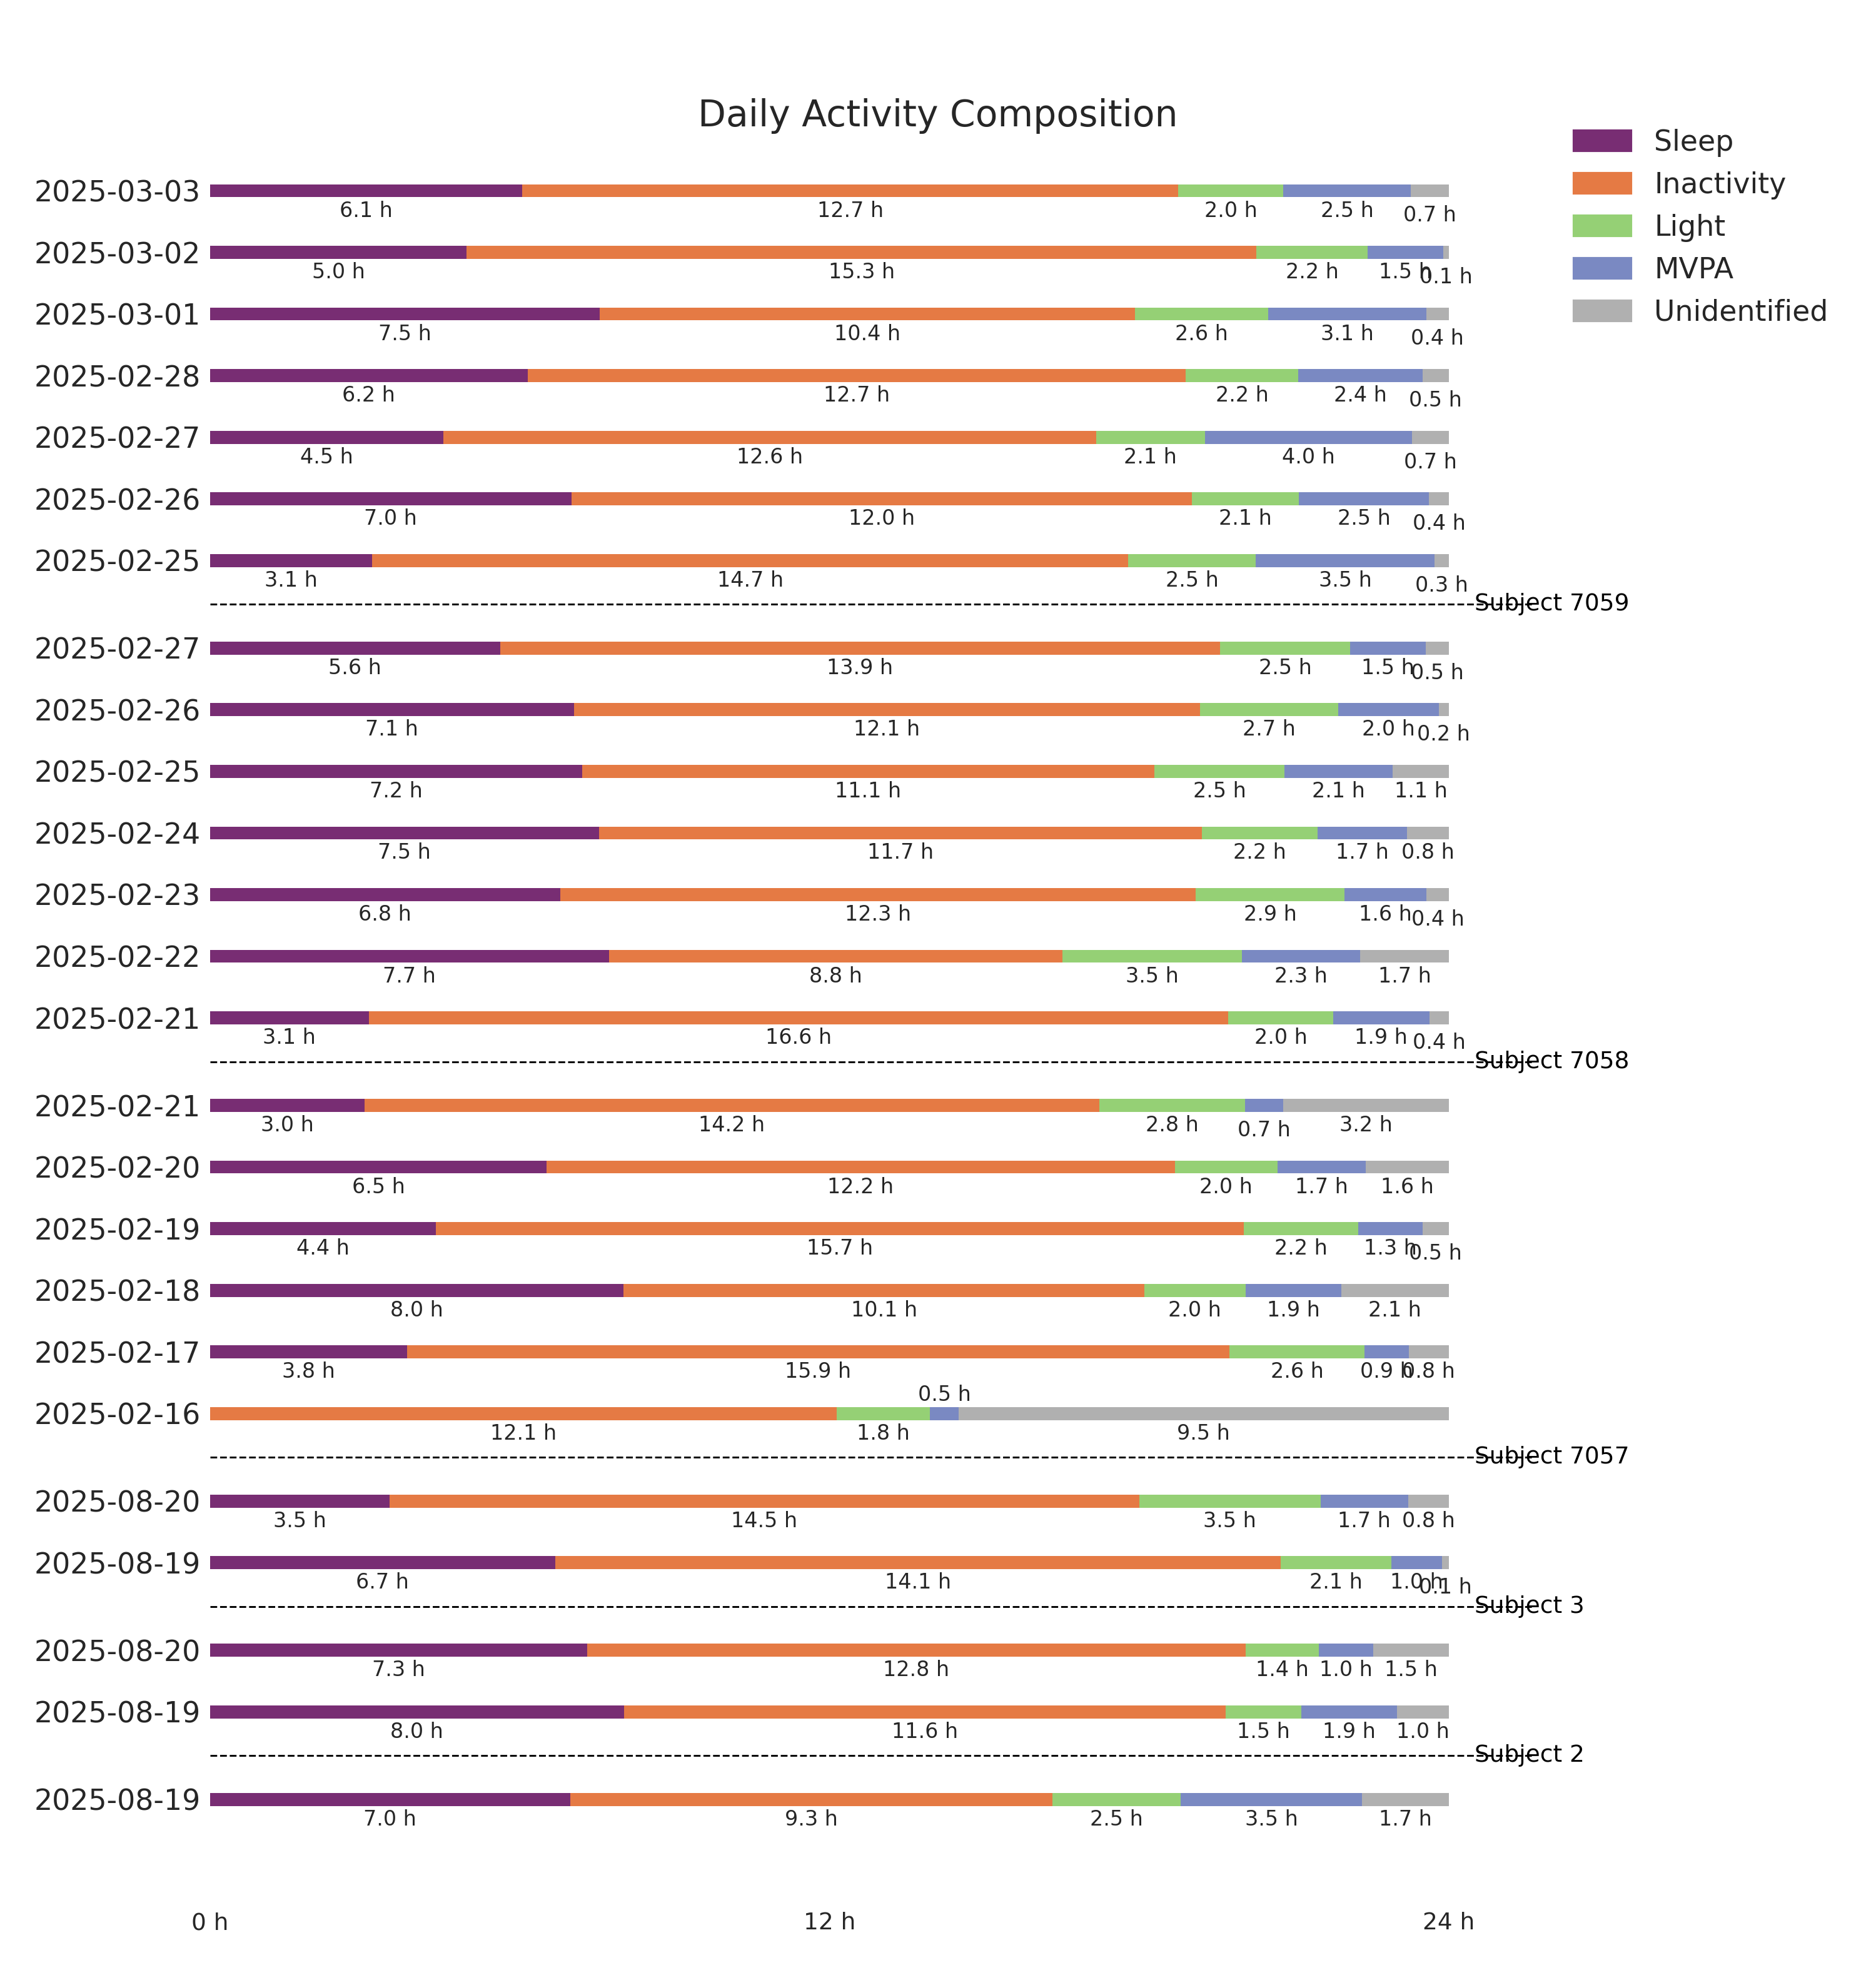 Daily Activity Composition
Sleep
Inactivity
Light
MVPA
Unidentified
2025-03-03
6.1 h 12.7 h 2.0 h 2.5 h 0.7 h
2025-03-02
5.0 h 15.3 h 2.2 h 1.5 h 0.1 h
2025-03-01
7.5 h 10.4 h 2.6 h 3.1 h 0.4 h
2025-02-28
6.2 h 12.7 h 2.2 h 2.4 h 0.5 h
2025-02-27
4.5 h 12.6 h 2.1 h 4.0 h 0.7 h
2025-02-26
7.0 h 12.0 h 2.1 h 2.5 h 0.4 h
2025-02-25
3.1 h 14.7 h 2.5 h 3.5 h 0.3 h
Subject 7059
2025-02-27
5.6 h 13.9 h 2.5 h 1.5 h 0.5 h
2025-02-26
7.1 h 12.1 h 2.7 h 2.0 h 0.2 h
2025-02-25
7.2 h 11.1 h 2.5 h 2.1 h 1.1 h
2025-02-24
7.5 h 11.7 h 2.2 h 1.7 h 0.8 h
2025-02-23
6.8 h 12.3 h 2.9 h 1.6 h 0.4 h
2025-02-22
7.7 h 8.8 h 3.5 h 2.3 h 1.7 h
2025-02-21
3.1 h 16.6 h 2.0 h 1.9 h 0.4 h
Subject 7058
2025-02-21
3.0 h 14.2 h 2.8 h 0.7 h 3.2 h
2025-02-20
6.5 h 12.2 h 2.0 h 1.7 h 1.6 h
2025-02-19
4.4 h 15.7 h 2.2 h 1.3 h 0.5 h
2025-02-18
8.0 h 10.1 h 2.0 h 1.9 h 2.1 h
2025-02-17
3.8 h 15.9 h 2.6 h 0.9 h 0.8 h
0.5 h
2025-02-16
12.1 h 1.8 h 9.5 h
Subject 7057
2025-08-20
3.5 h 14.5 h 3.5 h 1.7 h 0.8 h
2025-08-19
6.7 h 14.1 h 2.1 h 1.0 h 0.1 h
Subject 3
2025-08-20
7.3 h 12.8 h 1.4 h 1.0 h 1.5 h
2025-08-19
8.0 h 11.6 h 1.5 h 1.9 h 1.0 h
Subject 2
2025-08-19
7.0 h 9.3 h 2.5 h 3.5 h 1.7 h
0 h 12 h 24 h